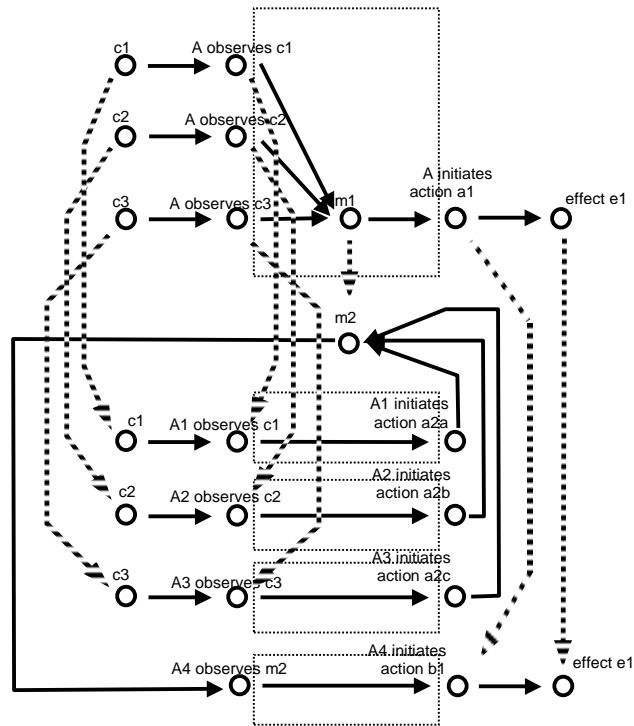 c1
A observes c1
c2
A observes c2
c3
A observes c3
m1
A initiates
action a1
effect e1
m2
c1
A1 observes c1
A1 initiates
action a2a
c2
A2 observes c2
A2 initiates
action a2b
c3
A3 observes c3
A3 initiates
action a2c
A4 observes m2
A4 initiates
action b1
effect e1